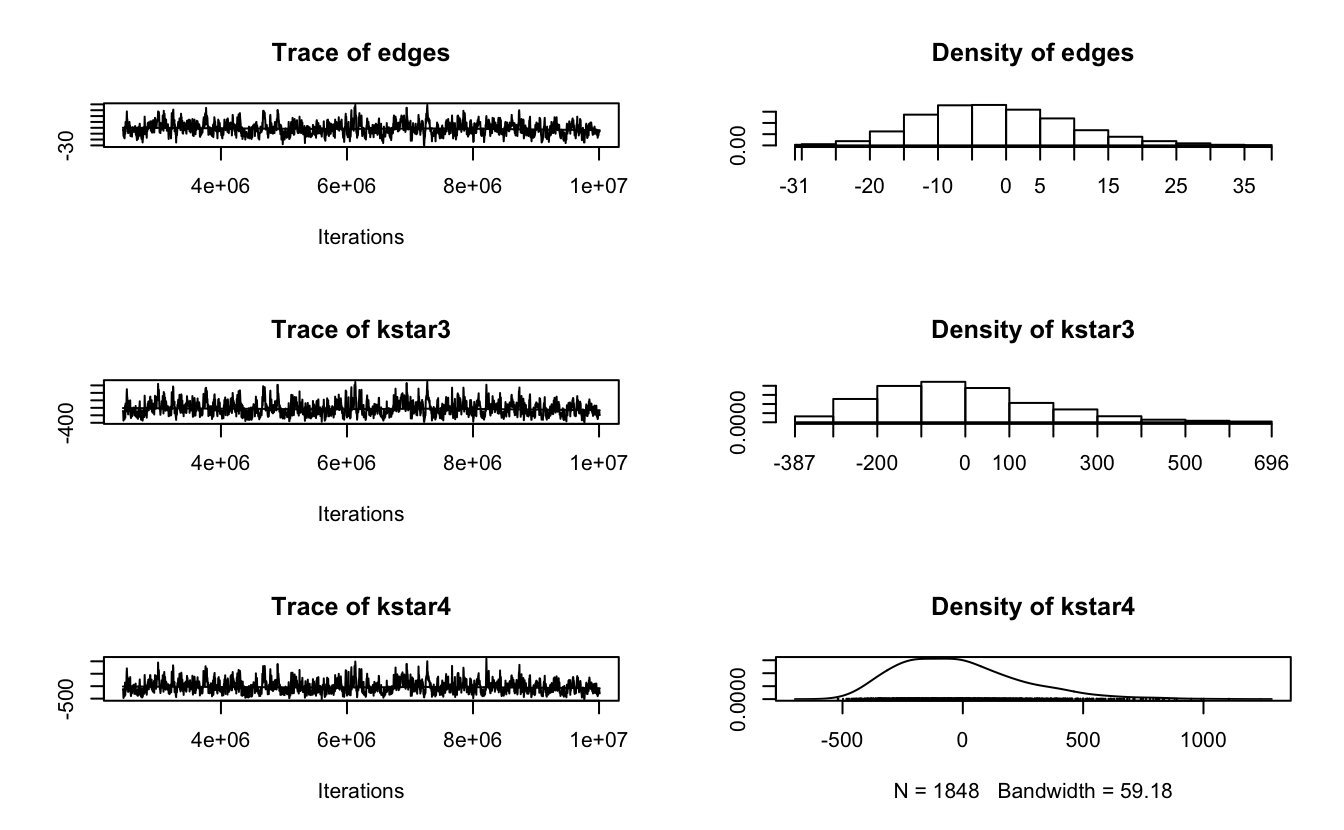 Trace of edges
-30
4e+06 6e+06 8e+06 1e+07
Iterations
Density of edges
0.00
-31 -20 -10 0 5 15 25 35
Trace of kstar3
-400
4e+06 6e+06 8e+06 1e+07
Iterations
Density of kstar3
0.0000
-387 -200 0 100 300 500 696
Trace of kstar4
-500
4e+06 6e+06 8e+06 1e+07
Iterations
Density of kstar4
0.0000
-500 0 500 1000
N = 1848 Bandwidth = 59.18